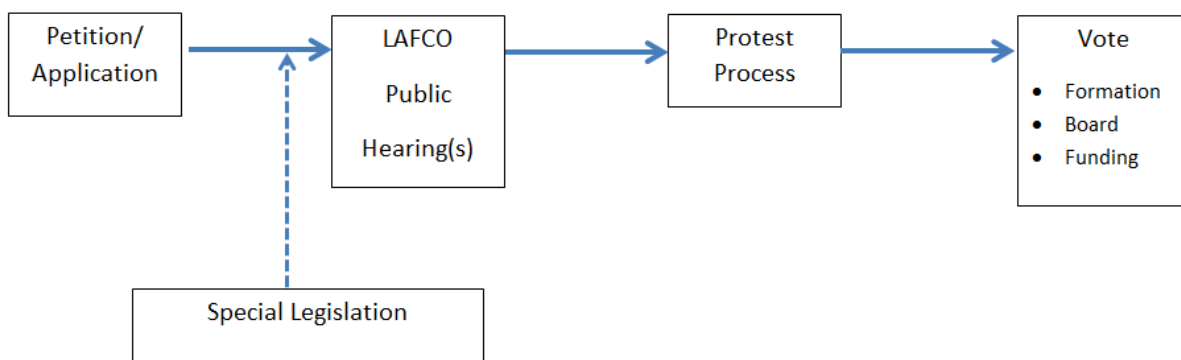 Petition/
Application
LAFCO
Public
Hearing(s)
Protest
Process
Vote
• Formation
• Board
• Funding
Special Legislation